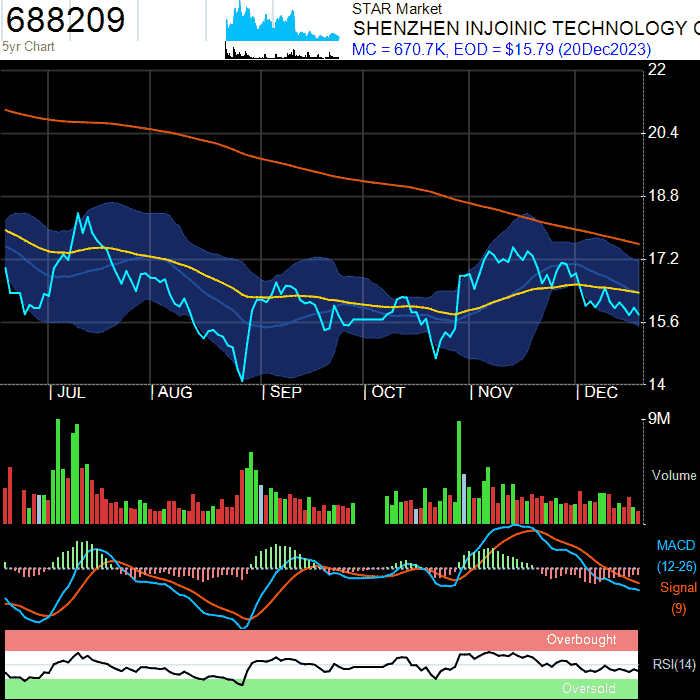 688209
5yr Chart
STAR Market
SHENZHEN INJOINIC TECHNOLOGY C
MC = 670.7K, EOD = $15.79 (20Dec2023)
22
20.4
18.8
17.2
15.6
14
JUL
AUG
SEP
OCT
NOV
DEC
9M
Volume
MACD
(12-26)
Signal
(9)
Overbought
RSI(14)
Oversold